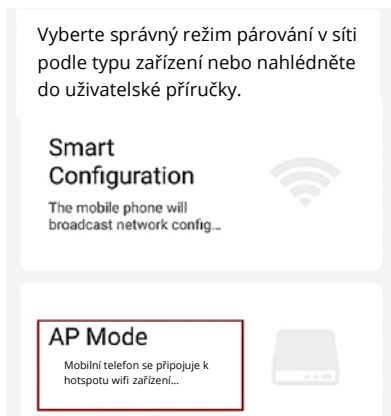 Vyberte správný režim párování v síti
podle typu zařízení nebo nahlédněte
do uživatelské příručky.
Smart
Configuration
The mobile phone will
broadcast network config...
AP Mode
Mobilní telefon se připojuje k
hotspotu wifi zařízení...